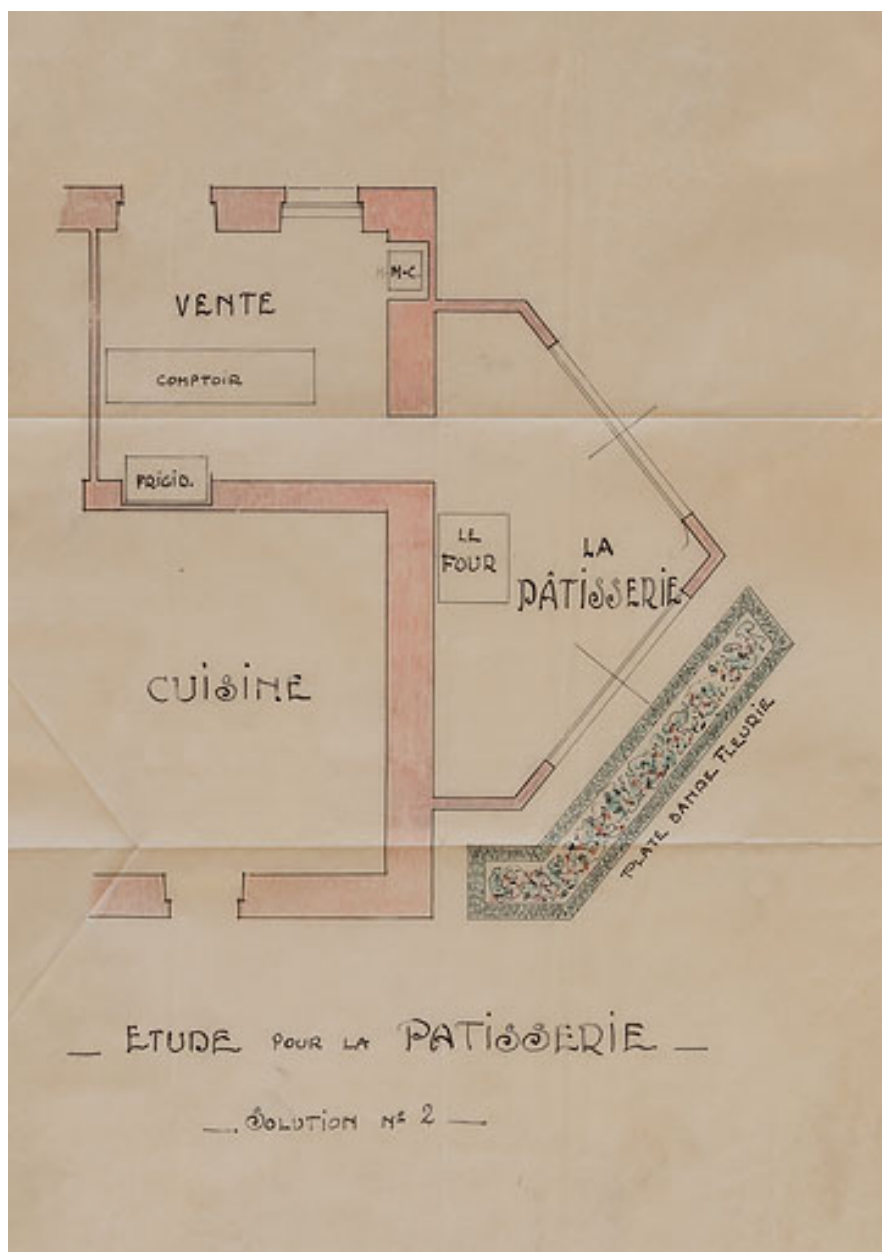 M-C.
VENTE
COMPTOIR
FRIGID.
LE
FOUR
LA
PÂTISSERIE
CUISINE
PLATE BANDE FLEURIE
— ETUDE POUR LA PATISSERIE —
— SOLUTION Nº 2 —